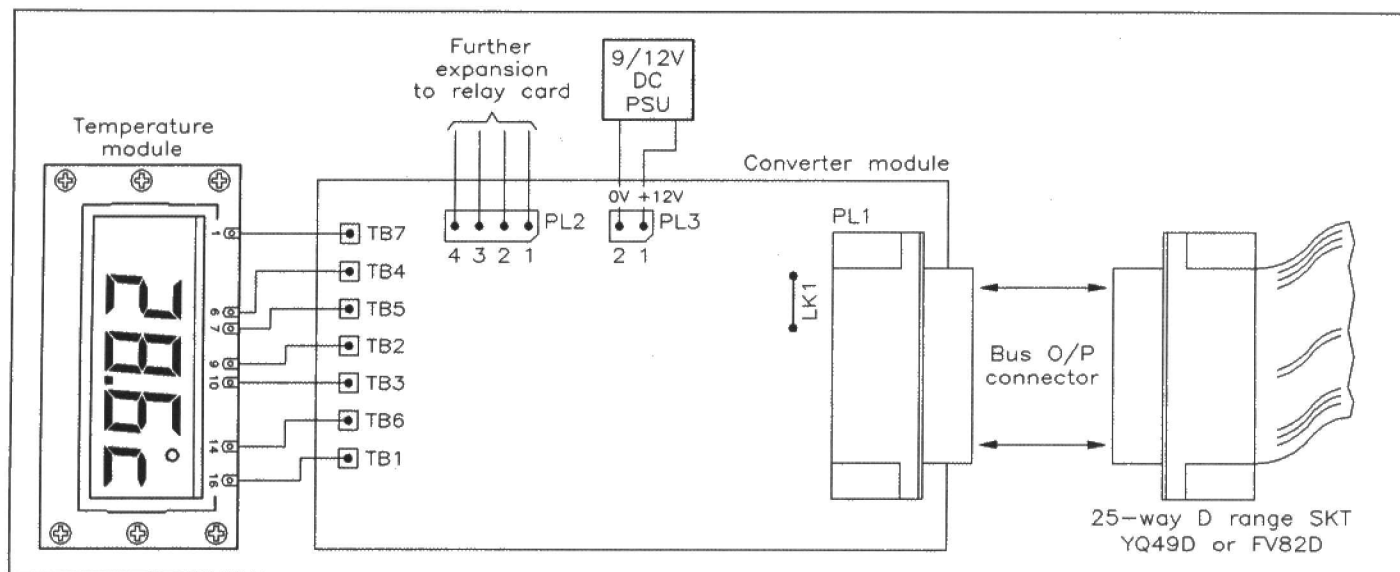 Further
expansion
to relay card
9/12V
DC
PSU
Temperature
module
Converter module
0V +12V
PL2
PL3
PL1
4 3 2 1
2 1
1
6
7
9
10
14
16
TB7
TB4
TB5
TB2
TB3
TB6
TB1
28.6°c
LK1
Bus O/P
connector
25-way D range SKT
YQ49D or FV82D